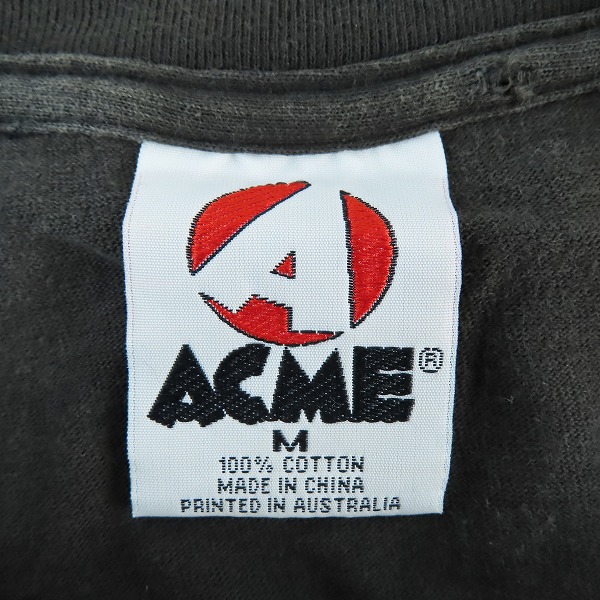 A
ACME®
M
100% COTTON
MADE IN CHINA
PRINTED IN AUSTRALIA